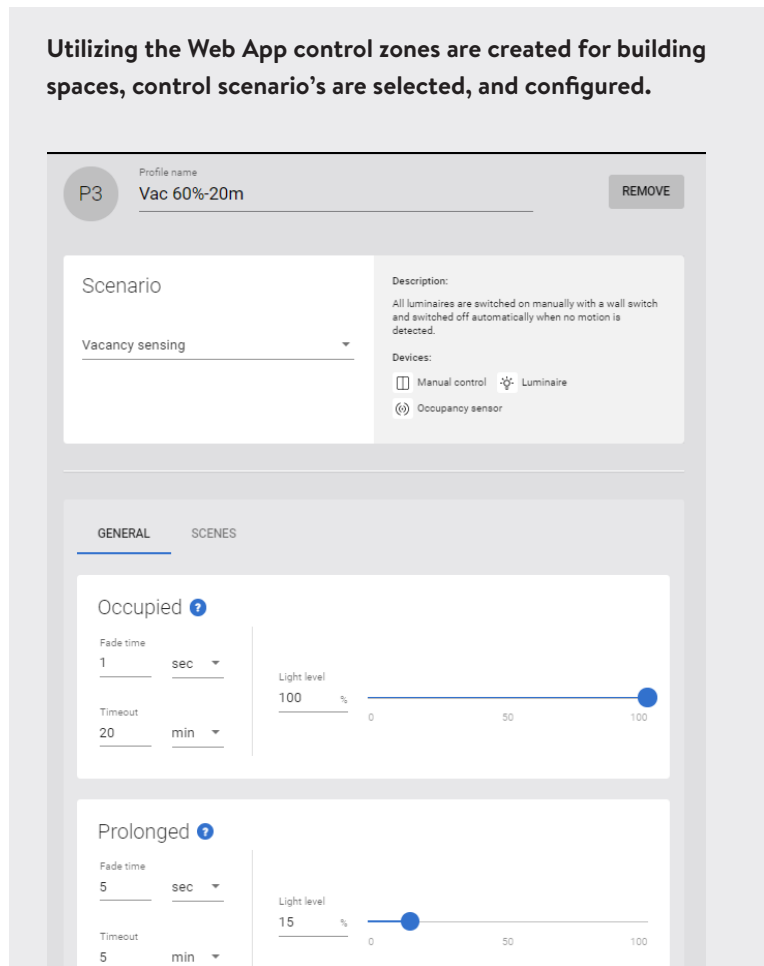 Utilizing the Web App control zones are created for building
spaces, control scenario's are selected, and configured.
P3
Profile name
Vac 60%-20m
REMOVE
Scenario
Vacancy sensing
Description:
All luminaires are switched on manually with a wall switch
and switched off automatically when no motion is
detected.
Devices:
Manual control
Luminaire
Occupancy sensor
GENERAL
SCENES
Occupied ?
Fade time
1 sec
Timeout
20 min
Light level
100 %
0 50 100
Prolonged ?
Fade time
5 sec
Timeout
5 min
Light level
15 %
0 50 100